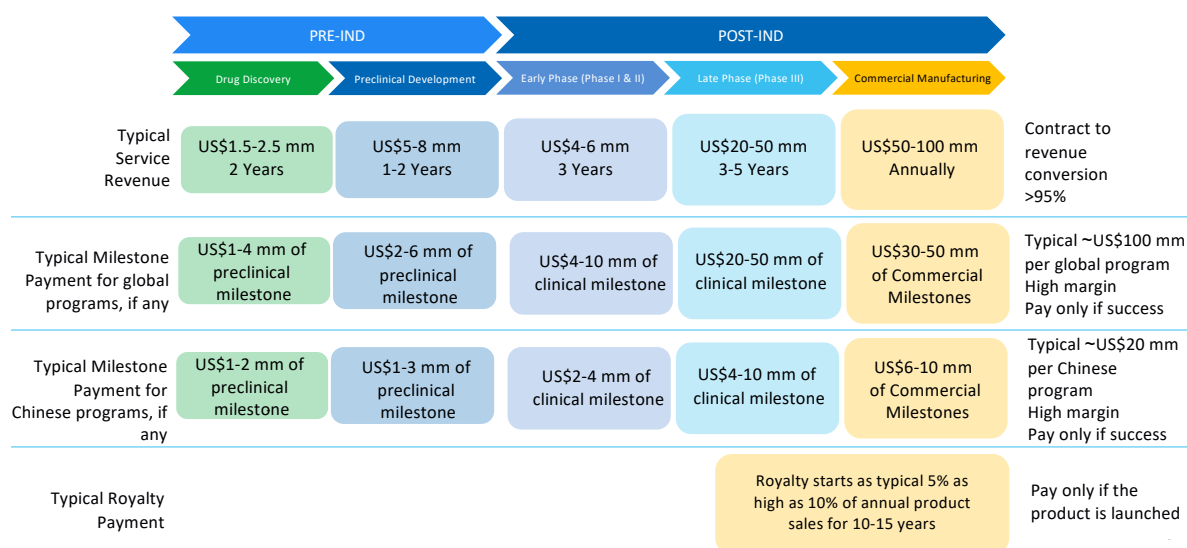 PRE-IND
POST-IND
Drug Discovery
Preclinical Development
Early Phase (Phase I & II)
Late Phase (Phase III)
Commercial Manufacturing
Typical
Service
Revenue
US$1.5-2.5 mm
2 Years
US$5-8 mm
1-2 Years
US$4-6 mm
3 Years
US$20-50 mm
3-5 Years
US$50-100 mm
Annually
Contract to
revenue
conversion
>95%
Typical Milestone
Payment for global
programs, if any
US$1-4 mm of
preclinical
milestone
US$2-6 mm of
preclinical
milestone
US$4-10 mm of
clinical milestone
US$20-50 mm of
clinical milestone
US$30-50 mm
of Commercial
Milestones
Typical ~US$100 mm
per global program
High margin
Pay only if success
Typical Milestone
Payment for
Chinese programs, if
any
US$1-2 mm of
preclinical
milestone
US$1-3 mm of
preclinical
milestone
US$2-4 mm of
clinical milestone
US$4-10 mm of
clinical milestone
US$6-10 mm
of Commercial
Milestones
Typical ~US$20 mm
per Chinese
program
High margin
Pay only if success
Typical Royalty
Payment
Royalty starts as typical 5% as
high as 10% of annual product
sales for 10-15 years
Pay only if the
product is launched